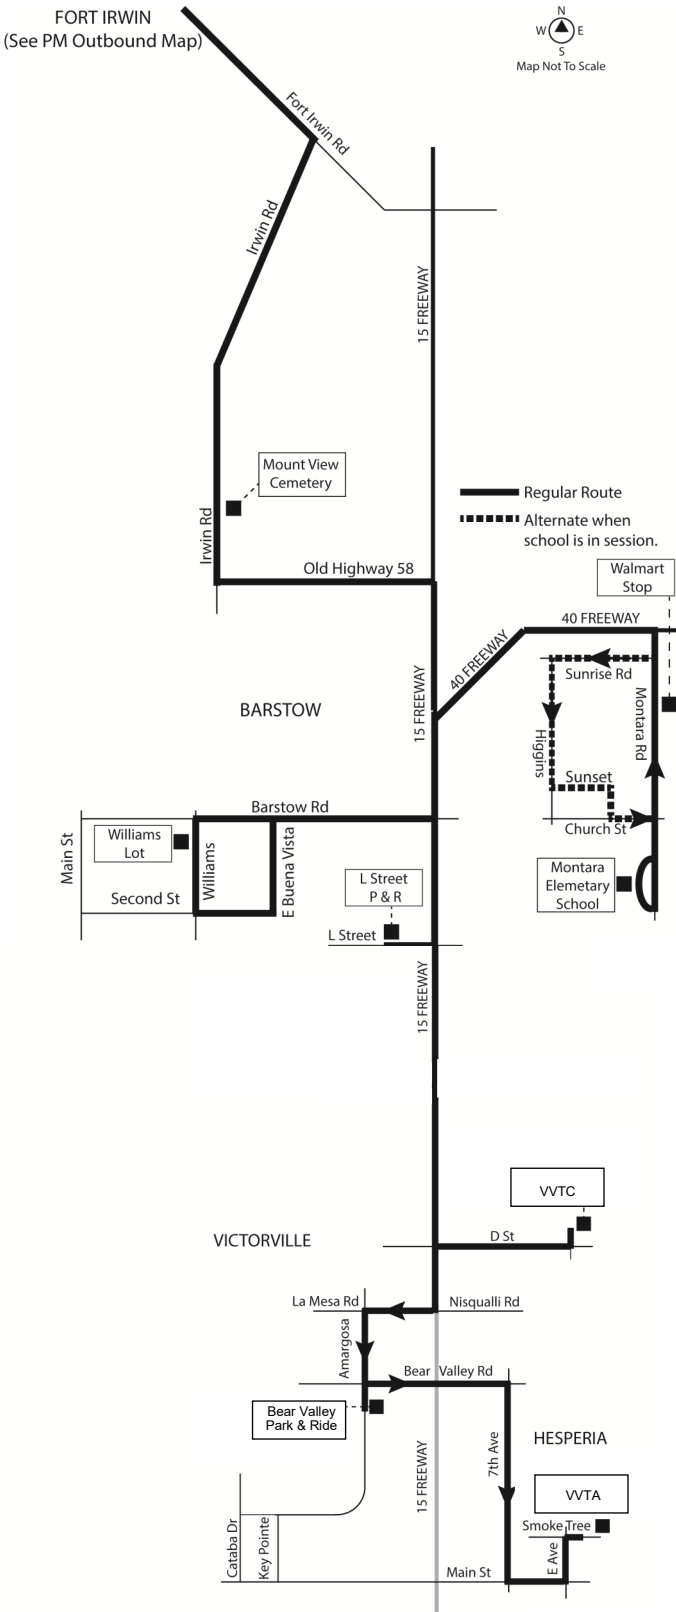 FORT IRWIN
(See PM Outbound Map)
N
W E
S
Map Not To Scale
Fort Irwin Rd
Irwin Rd
15 FREEWAY
Mount View
Cemetery
Irwin Rd
Regular Route
Alternate when
school is in session.
Old Highway 58
Walmart
Stop
40 FREEWAY
40 FREEWAY
Sunrise Rd
BARSTOW
15 FREEWAY
Montara Rd
Higgins
Sunset
Barstow Rd
Church St
Main St
Williams
Lot
Williams
E Buena Vista
Second St
L Street
P & R
Montara
Elemetary
School
L Street
15 FREEWAY
VVTC
VICTORVILLE
D St
La Mesa Rd
Nisqualli Rd
Amargosa
Bear Valley Rd
Bear Valley
Park & Ride
7th Ave
HESPERIA
15 FREEWAY
VVTA
Smoke Tree
Cataba Dr
Key Pointe
E Ave
Main St